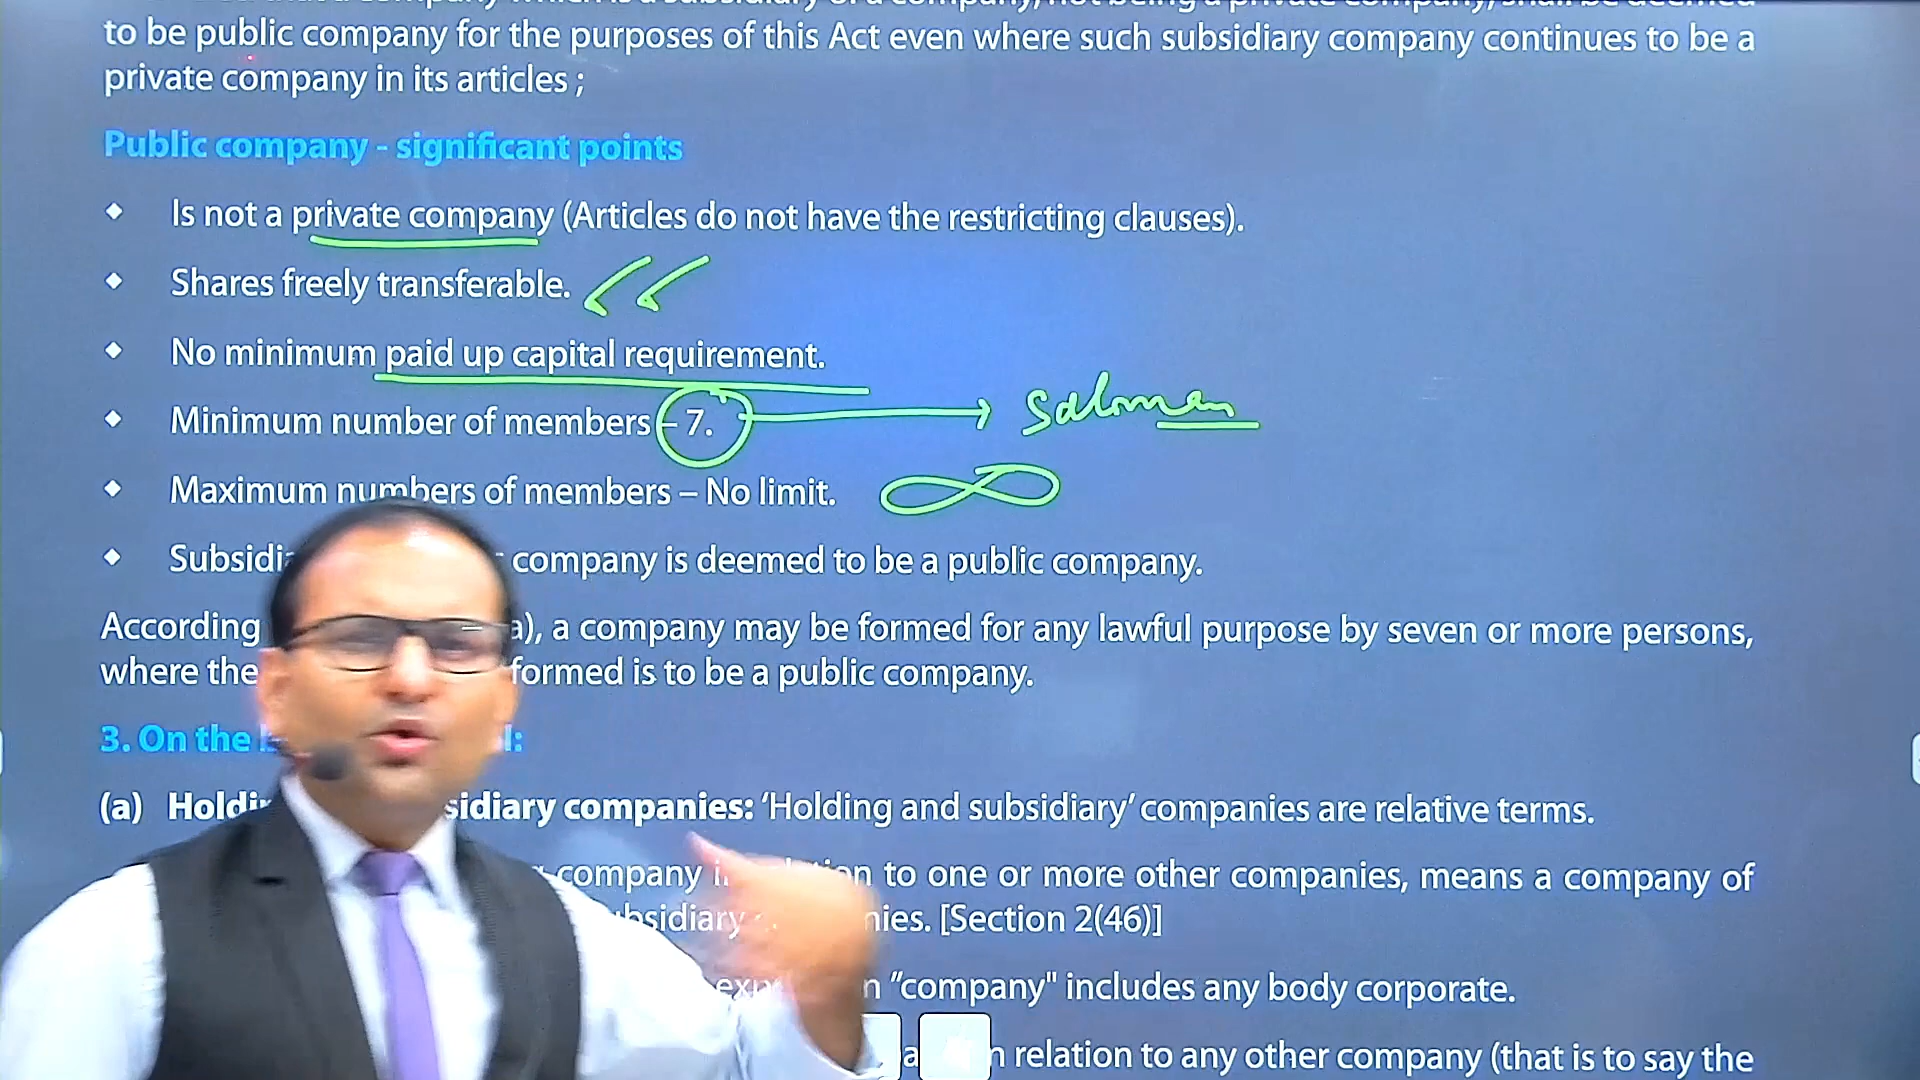 to be public company for the purposes of this Act even where such subsidiary company continues to be a
private company in its articles ;
Public company - significant points
Is not a private company (Articles do not have the restricting clauses).
Shares freely transferable.
No minimum paid up capital requirement.
Minimum number of members – 7. → Saloman
Maximum numbers of members – No limit. ∞
company is deemed to be a public company.
According a), a company may be formed for any lawful purpose by seven or more persons,
where the formed is to be a public company.
3. On the
(a) sidiary companies: ‘Holding and subsidiary’ companies are relative terms.
company to one or more other companies, means a company of
[Section 2(46)]
"company" includes any body corporate.
relation to any other company (that is to say the